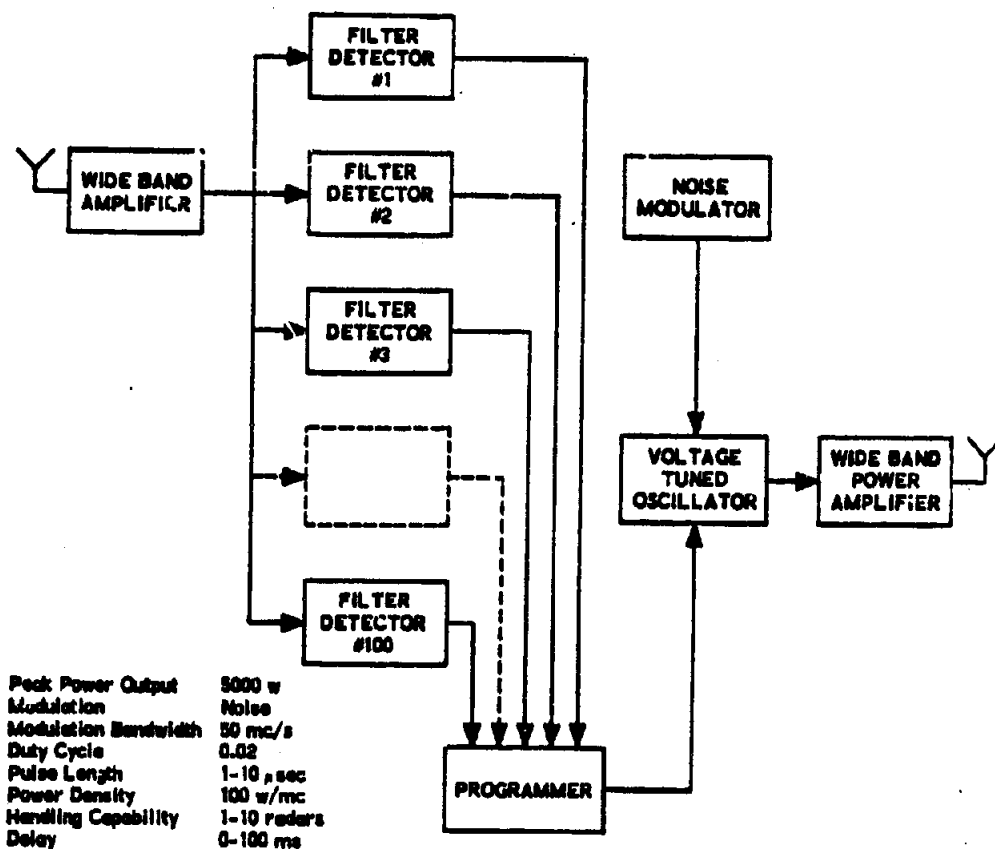 FILTER
DETECTOR
#1
WIDE BAND
AMPLIFIER
FILTER
DETECTOR
#2
NOISE
MODULATOR
FILTER
DETECTOR
#3
VOLTAGE
TUNED
OSCILLATOR
WIDE BAND
POWER
AMPLIFIER
FILTER
DETECTOR
#100
PROGRAMMER
Peak Power Output 5000 w
Modulation Noise
Modulation Bandwidth 50 mc/s
Duty Cycle 0.02
Pulse Length 1-10 μsec
Power Density 100 w/mc
Handling Capability 1-10 radars
Delay 0-100 ms